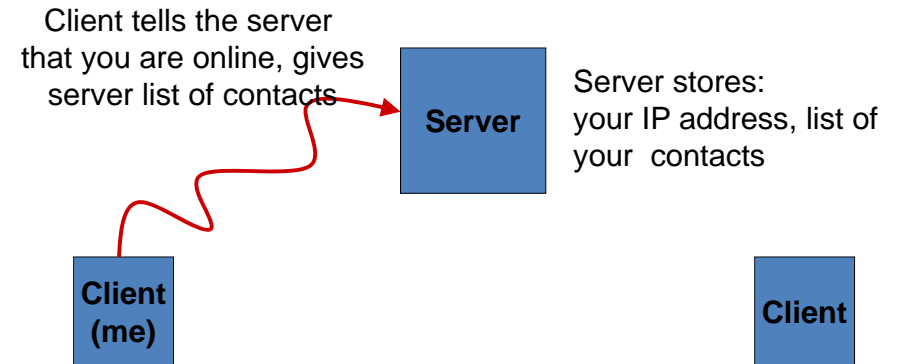 Client tells the server
that you are online, gives
server list of contacts
Server
Server stores:
your IP address, list of
your  contacts
Client
(me)
Client